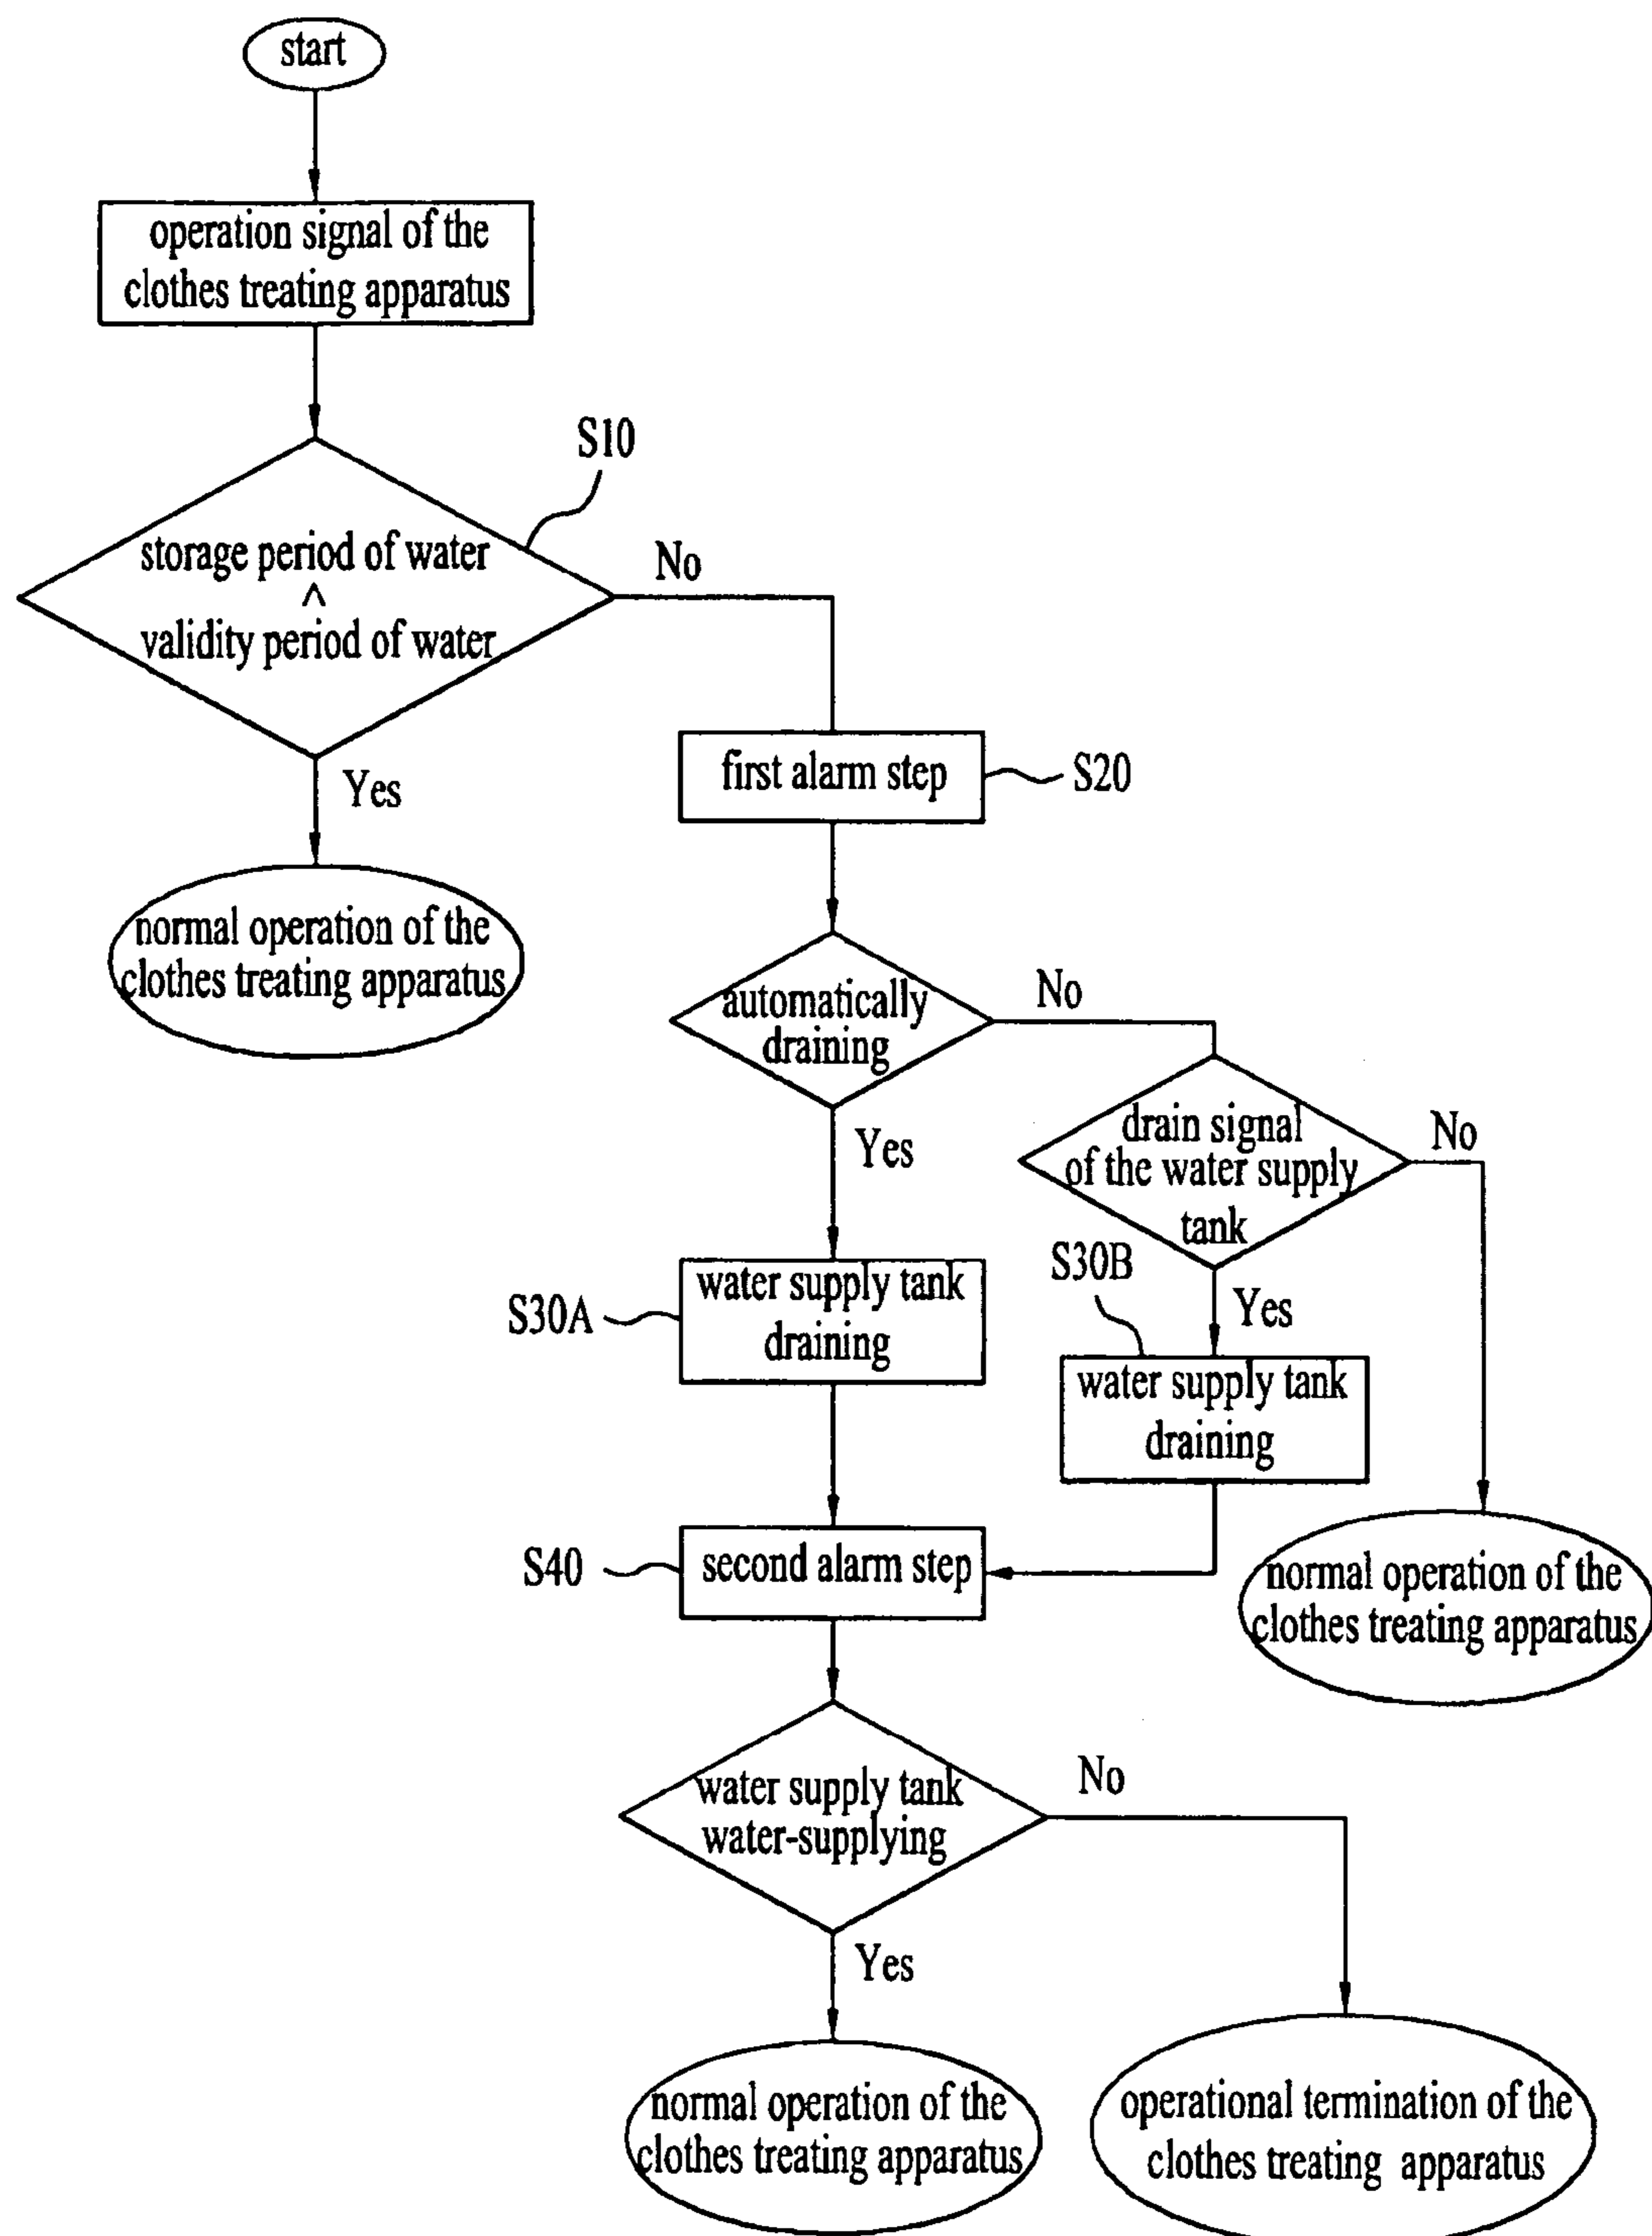 start
operation signal of the
clothes treating apparatus
S10
storage period of water
^
validity period of water
No
Yes
normal operation of the
clothes treating apparatus
first alarm step
S20
automatically
draining
No
Yes
drain signal
of the water supply
tank
No
S30B
Yes
S30A
water supply tank
draining
water supply tank
draining
S40
second alarm step
normal operation of the
clothes treating apparatus
water supply tank
water-supplying
No
Yes
normal operation of the
clothes treating apparatus
operational termination of the
clothes treating apparatus